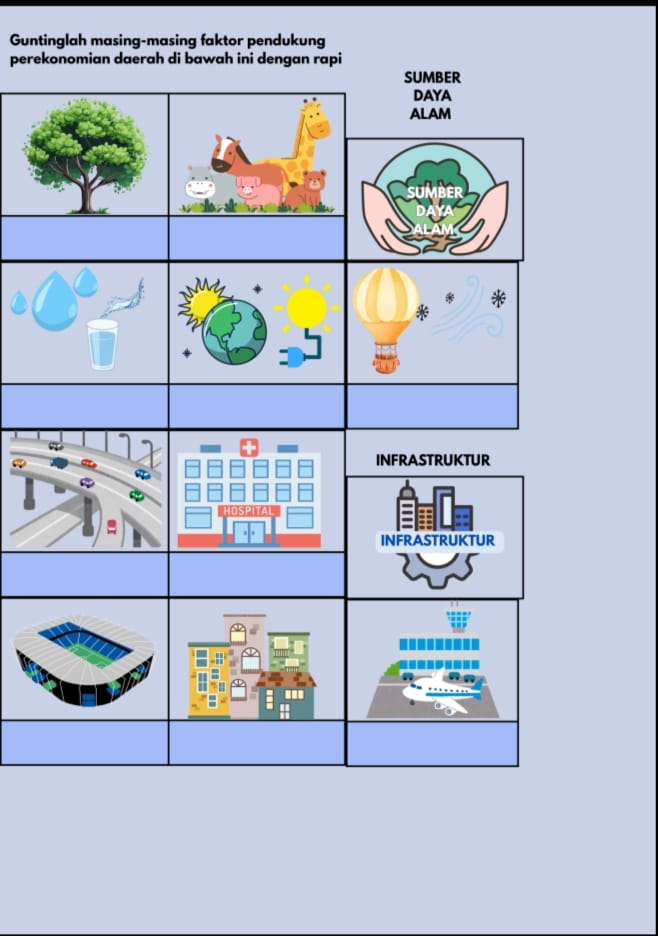 Guntinglah masing-masing faktor pendukung
perekonomian daerah di bawah ini dengan rapi
SUMBER
DAYA
ALAM
SUMBER
DAYA
ALAM
HOSPITAL
INFRASTRUKTUR
INFRASTRUKTUR